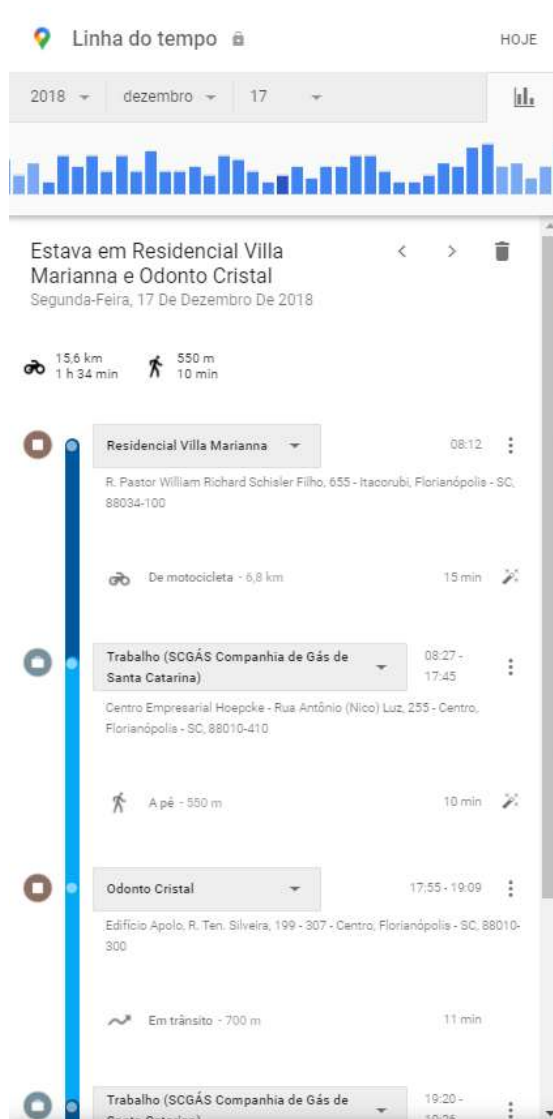 Linha do tempo
HOJE
2018
dezembro
17
Estava em Residencial Villa
Marianna e Odonto Cristal
Segunda-Feira, 17 De Dezembro De 2018
15,6 km
1 h 34 min
550 m
10 min
Residencial Villa Marianna
08:12
R. Pastor William Richard Schisler Filho, 655 - Itacorubi, Florianópolis - SC,
88034-100
De motocicleta - 6,8 km
15 min
Trabalho (SCGÁS Companhia de Gás de
Santa Catarina)
08:27 -
17:45
Centro Empresarial Hoepcke - Rua Antônio (Nico) Luz, 255 - Centro,
Florianópolis - SC, 88010-410
A pé - 550 m
10 min
Odonto Cristal
17:55 - 19:09
Edifício Apolo, R. Ten. Silveira, 199 - 307 - Centro, Florianópolis - SC, 88010-
300
Em trânsito - 700 m
11 min
Trabalho (SCGÁS Companhia de Gás de
19:20 -